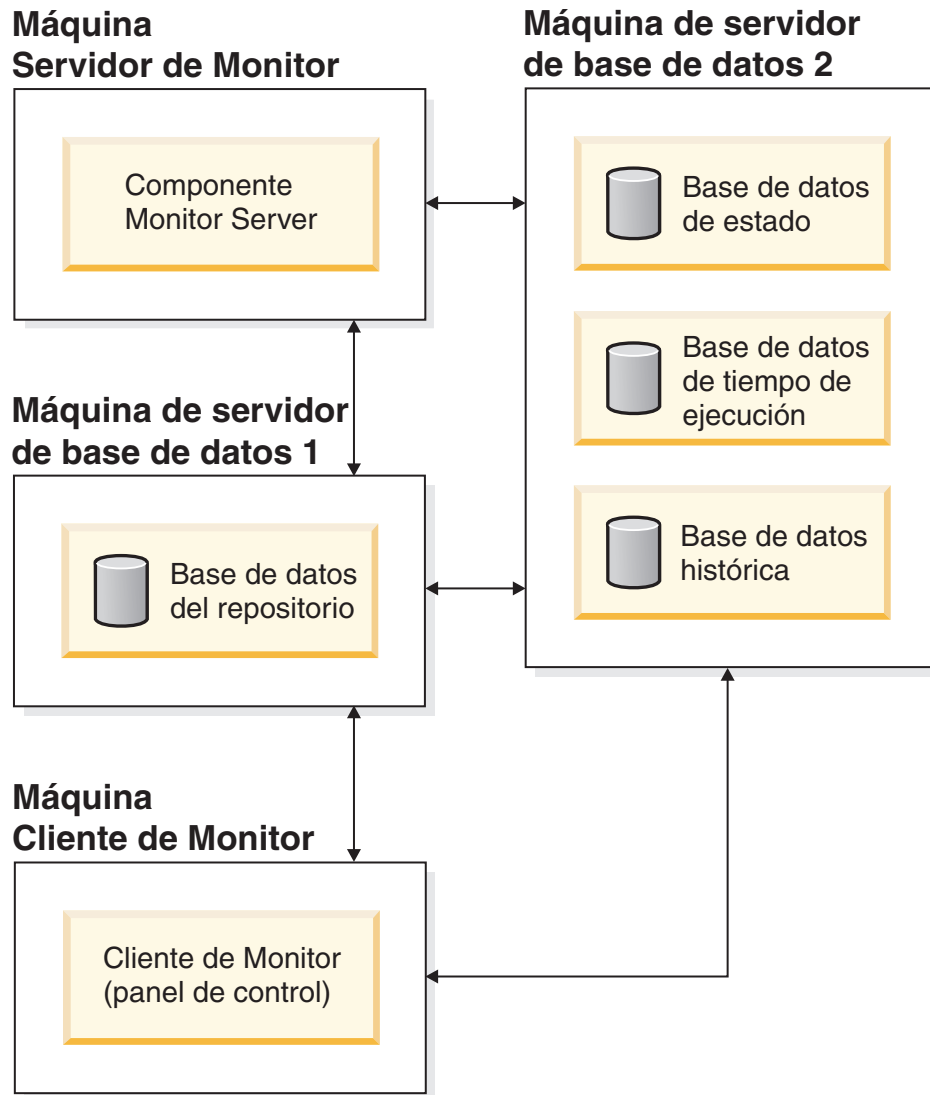 Máquina
Servidor de Monitor
Componente
Monitor Server
Máquina de servidor
de base de datos 2
Base de datos
de estado
Base de datos
de tiempo de
ejecución
Base de datos
histórica
Máquina de servidor
de base de datos 1
Base de datos
del repositorio
Máquina
Cliente de Monitor
Cliente de Monitor
(panel de control)